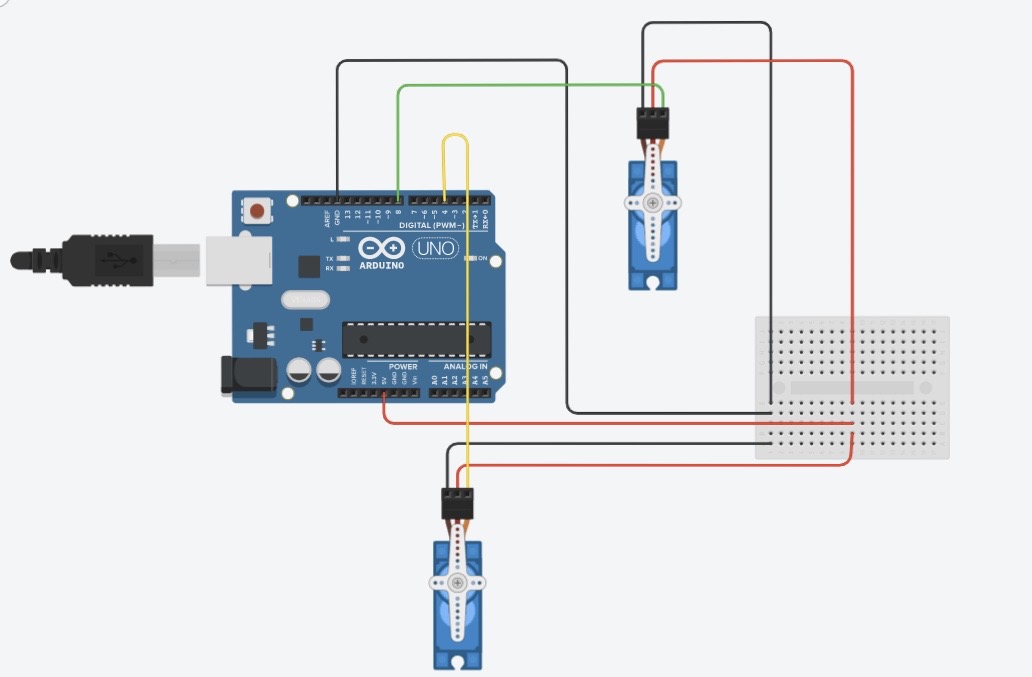 AREF
GND
13
12
~11
~10
~9
8
7
~6
~5
4
~3
2
TX→1
RX←0
DIGITAL (PWM~)
L
UNO
TX
RX
ARDUINO
ON
POWER
ANALOG IN
IOREF
RESET
3.3V
5V
GND
GND
Vin
A0
A1
A2
A3
A4
A5